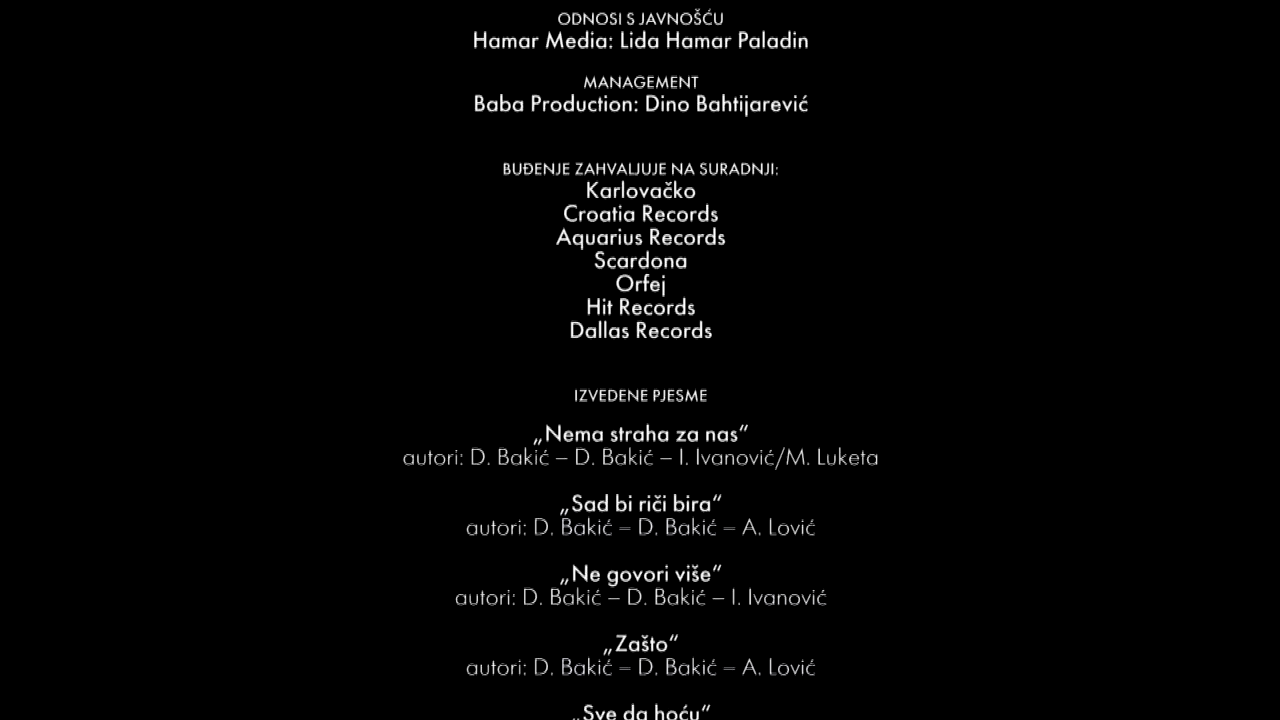 ODNOSI S JAVNOŠĆU
Hamar Media: Lida Hamar Paladin
MANAGEMENT
Baba Production: Dino Bahtijarević
BUĐENJE ZAHVALJUJE NA SURADNJI:
Karlovačko
Croatia Records
Aquarius Records
Scardona
Orfej
Hit Records
Dallas Records
IZVEDENE PJESME
„Nema straha za nas“
autori: D. Bakić – D. Bakić – I. Ivanović/M. Luketa
„Sad bi riči bira“
autori: D. Bakić – D. Bakić – A. Lović
„Ne govori više“
autori: D. Bakić – D. Bakić – I. Ivanović
„Zašto“
autori: D. Bakić – D. Bakić – A. Lović
„Sve da hoću“